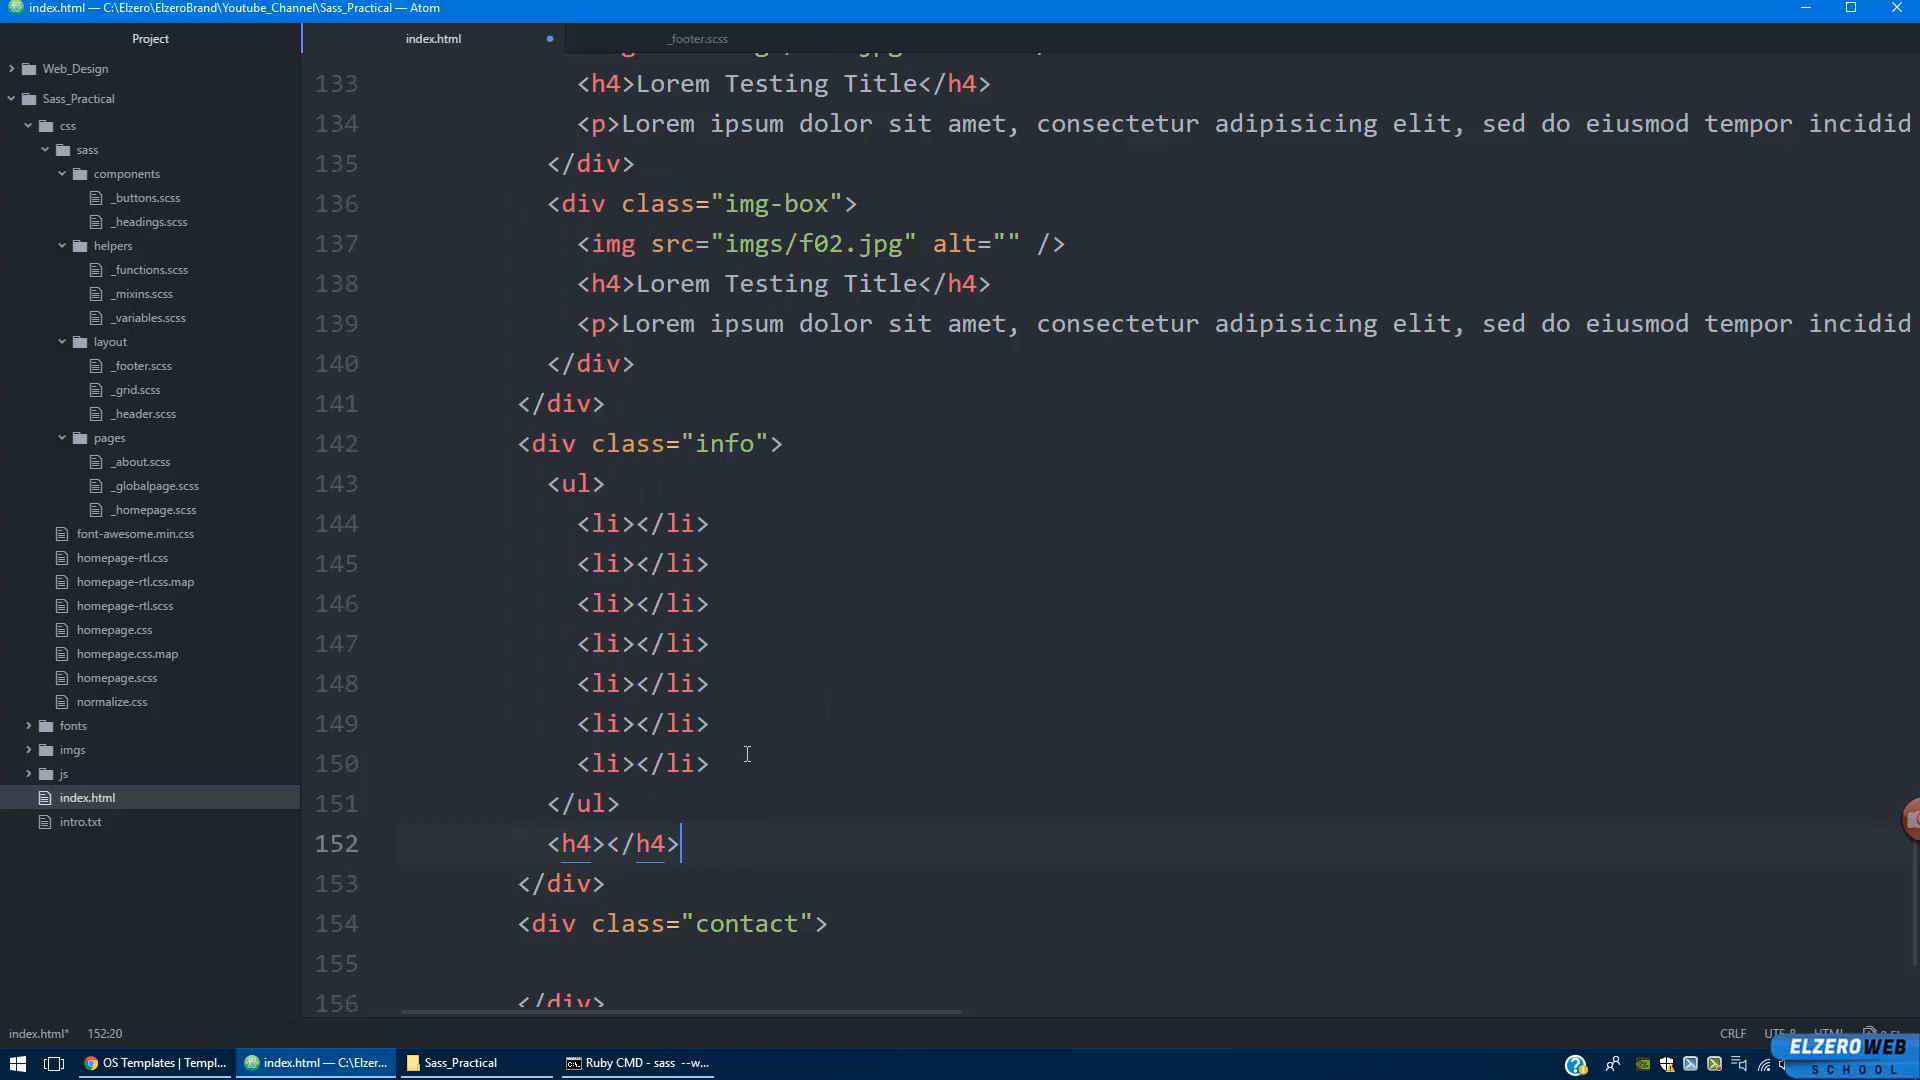 index.html — C:\Elzero\ElzeroBrand\Youtube_Channel\Sass_Practical — Atom
Project
index.html
_footer.scss
Web_Design
Sass_Practical
css
sass
components
_buttons.scss
_headings.scss
helpers
_functions.scss
_mixins.scss
_variables.scss
layout
_footer.scss
_grid.scss
_header.scss
pages
_about.scss
_globalpage.scss
_homepage.scss
font-awesome.min.css
homepage-rtl.css
homepage-rtl.css.map
homepage-rtl.scss
homepage.css
homepage.css.map
homepage.scss
normalize.css
fonts
imgs
js
index.html
intro.txt
133 <h4>Lorem Testing Title</h4>
134 <p>Lorem ipsum dolor sit amet, consectetur adipisicing elit, sed do eiusmod tempor incidid
135 </div>
136 <div class="img-box">
137 <img src="imgs/f02.jpg" alt="" />
138 <h4>Lorem Testing Title</h4>
139 <p>Lorem ipsum dolor sit amet, consectetur adipisicing elit, sed do eiusmod tempor incidid
140 </div>
141 </div>
142 <div class="info">
143 <ul>
144 <li></li>
145 <li></li>
146 <li></li>
147 <li></li>
148 <li></li>
149 <li></li>
150 <li></li>
151 </ul>
152 <h4></h4>
153 </div>
154 <div class="contact">
155
156 </div>
index.html* 152:20
CRLF UTF-8 HTML
OS Templates | Templ...
index.html — C:\Elzer...
Sass_Practical
Ruby CMD - sass --w...
ELZEROWEB
SCHOOL